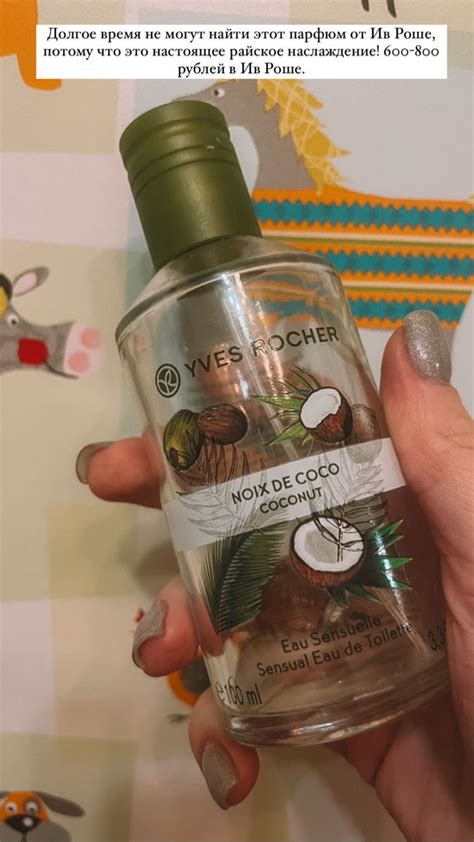 Долгое время не могут найти этот парфюм от Ив Роше,
потому что это настоящее райское наслаждение! 600-800
рублей в Ив Роше.
YVES ROCHER
NOIX DE COCO
COCONUT
Eau Sensuelle
Sensual Eau de Toilette
e 100 ml